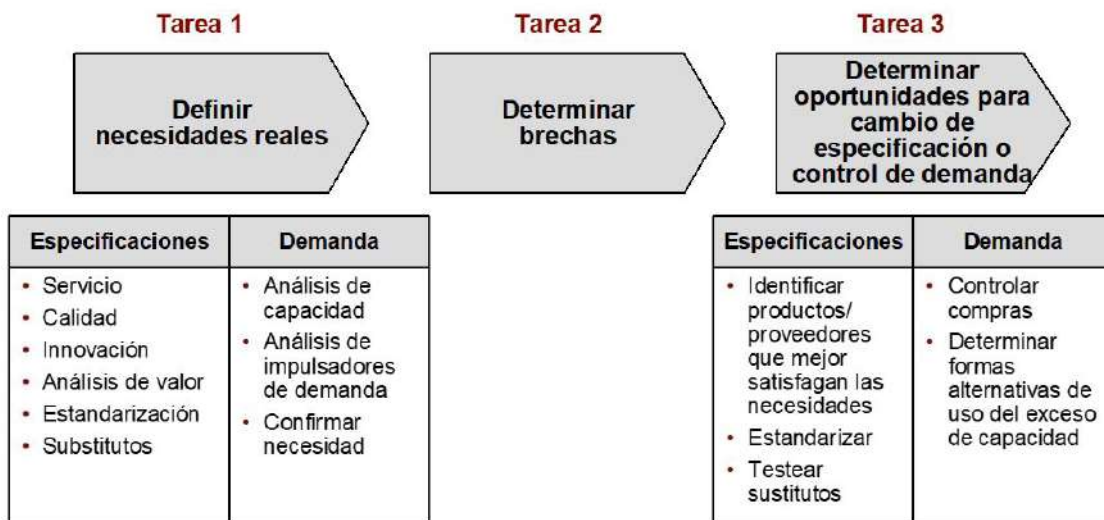 Tarea 1
Tarea 2
Tarea 3
Definir
necesidades reales
Determinar
brechas
Determinar
oportunidades para
cambio de
especificación o
control de demanda
Especificaciones
Demanda
• Servicio
• Calidad
• Innovación
• Análisis de valor
• Estandarización
• Substitutos
• Análisis de
capacidad
• Análisis de
impulsadores
de demanda
• Confirmar
necesidad
Especificaciones
Demanda
• Identificar
productos/
proveedores
que mejor
satisfagan las
necesidades
• Estandarizar
• Testear
sustitutos
• Controlar
compras
• Determinar
formas
alternativas de
uso del exceso
de capacidad